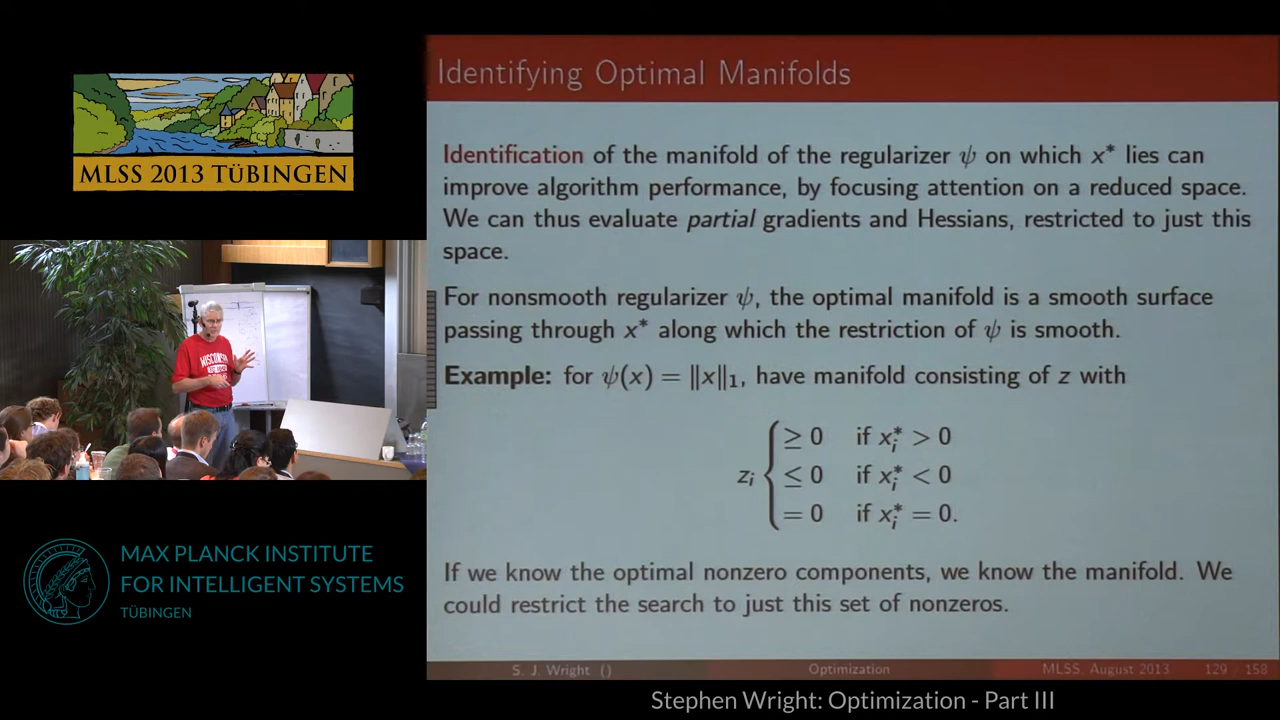 MLSS 2013 TÜBINGEN
WISCONSIN
MAX PLANCK INSTITUTE
FOR INTELLIGENT SYSTEMS
TÜBINGEN
Identifying Optimal Manifolds
Identification of the manifold of the regularizer ψ on which x* lies can
improve algorithm performance, by focusing attention on a reduced space.
We can thus evaluate partial gradients and Hessians, restricted to just this
space.
For nonsmooth regularizer ψ, the optimal manifold is a smooth surface
passing through x* along which the restriction of ψ is smooth.
Example: for ψ(x) = ‖x‖₁, have manifold consisting of z with
≥ 0 if xᵢ* > 0
zᵢ { ≤ 0 if xᵢ* < 0
= 0 if xᵢ* = 0.
If we know the optimal nonzero components, we know the manifold. We
could restrict the search to just this set of nonzeros.
S. J. Wright () Optimization MLSS, August 2013 129 / 158
Stephen Wright: Optimization - Part III